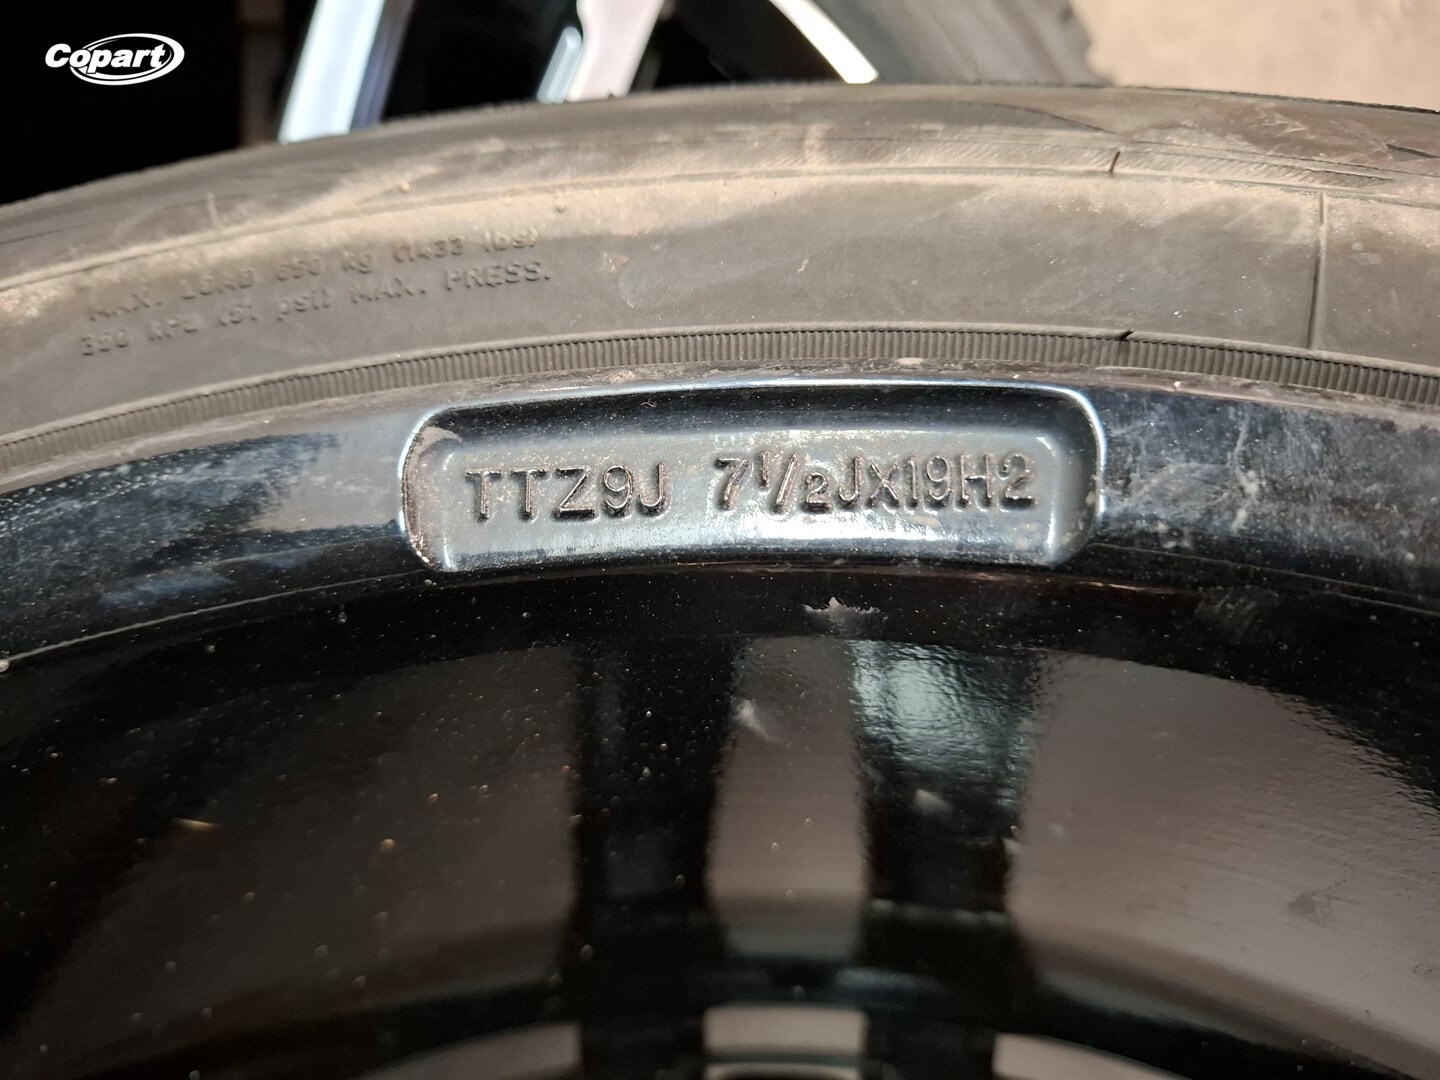 Copart
MAX. LOAD 650 kg (1433 lbs)
350 kPa (51 psi) MAX. PRESS.
TTZ9J 7½JX19H2